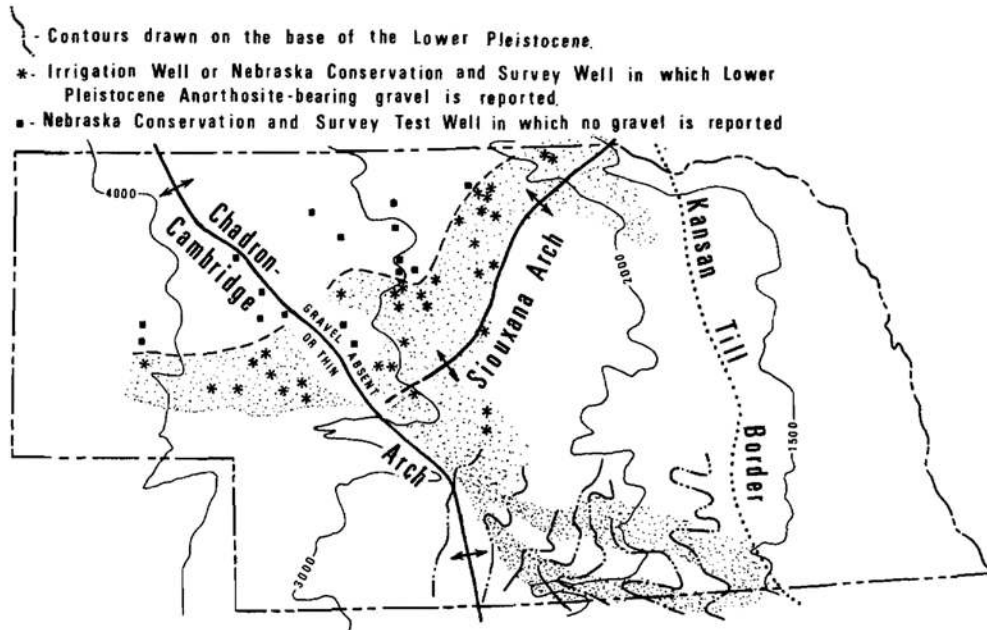 - Contours drawn on the base of the Lower Pleistocene.
*- Irrigation Well or Nebraska Conservation and Survey Well in which Lower
Pleistocene Anorthosite-bearing gravel is reported.
■- Nebraska Conservation and Survey Test Well in which no gravel is reported
4000
Chadron-
Cambridge
Arch
GRAVEL ABSENT
OR THIN
Siouxana Arch
2000
Kansan Till Border
1500
3000